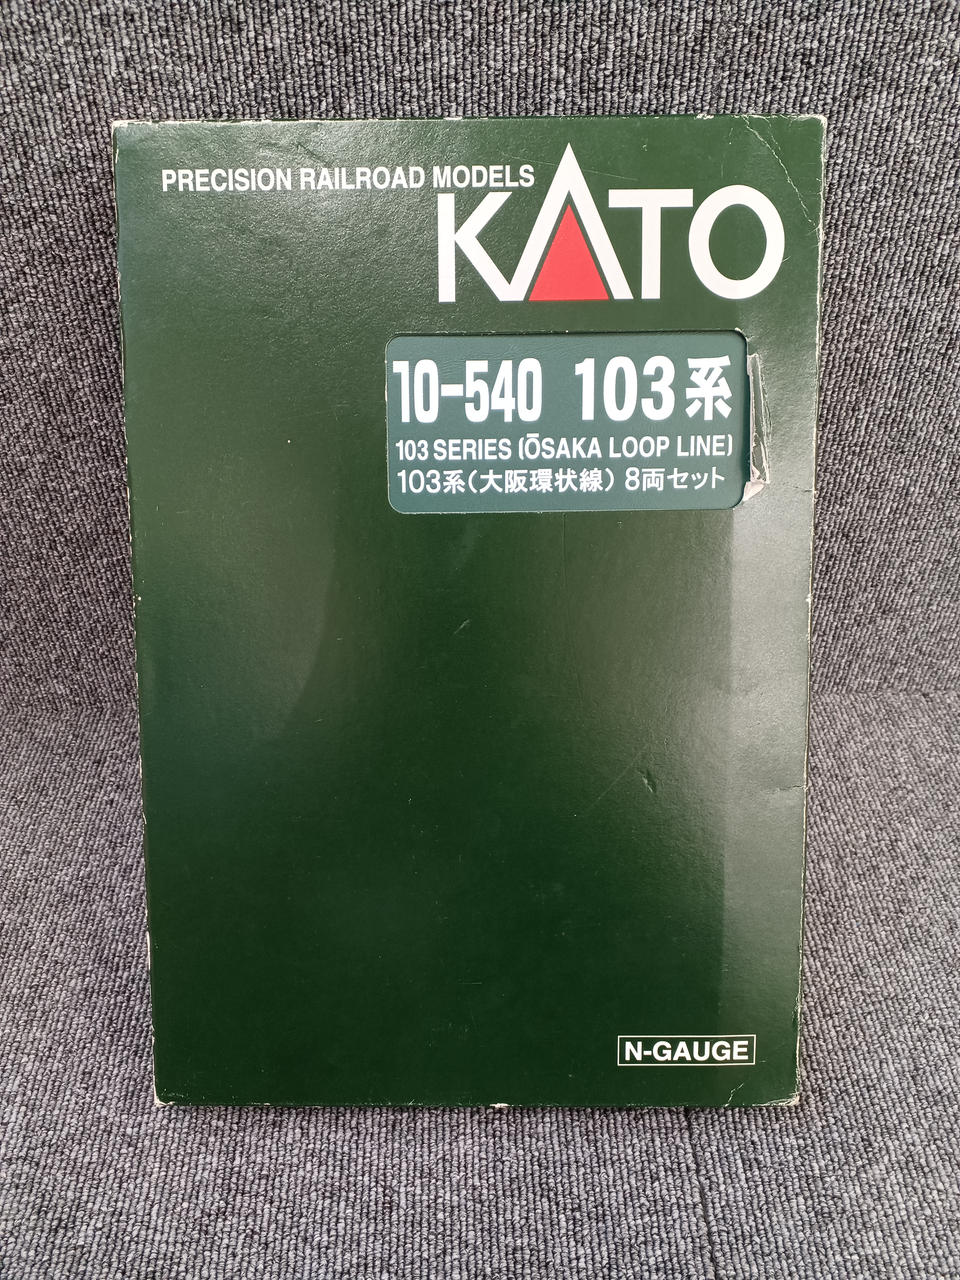 PRECISION RAILROAD MODELS
KATO
10-540 103系
103 SERIES (ŌSAKA LOOP LINE)
103系(大阪環状線) 8両セット
N-GAUGE